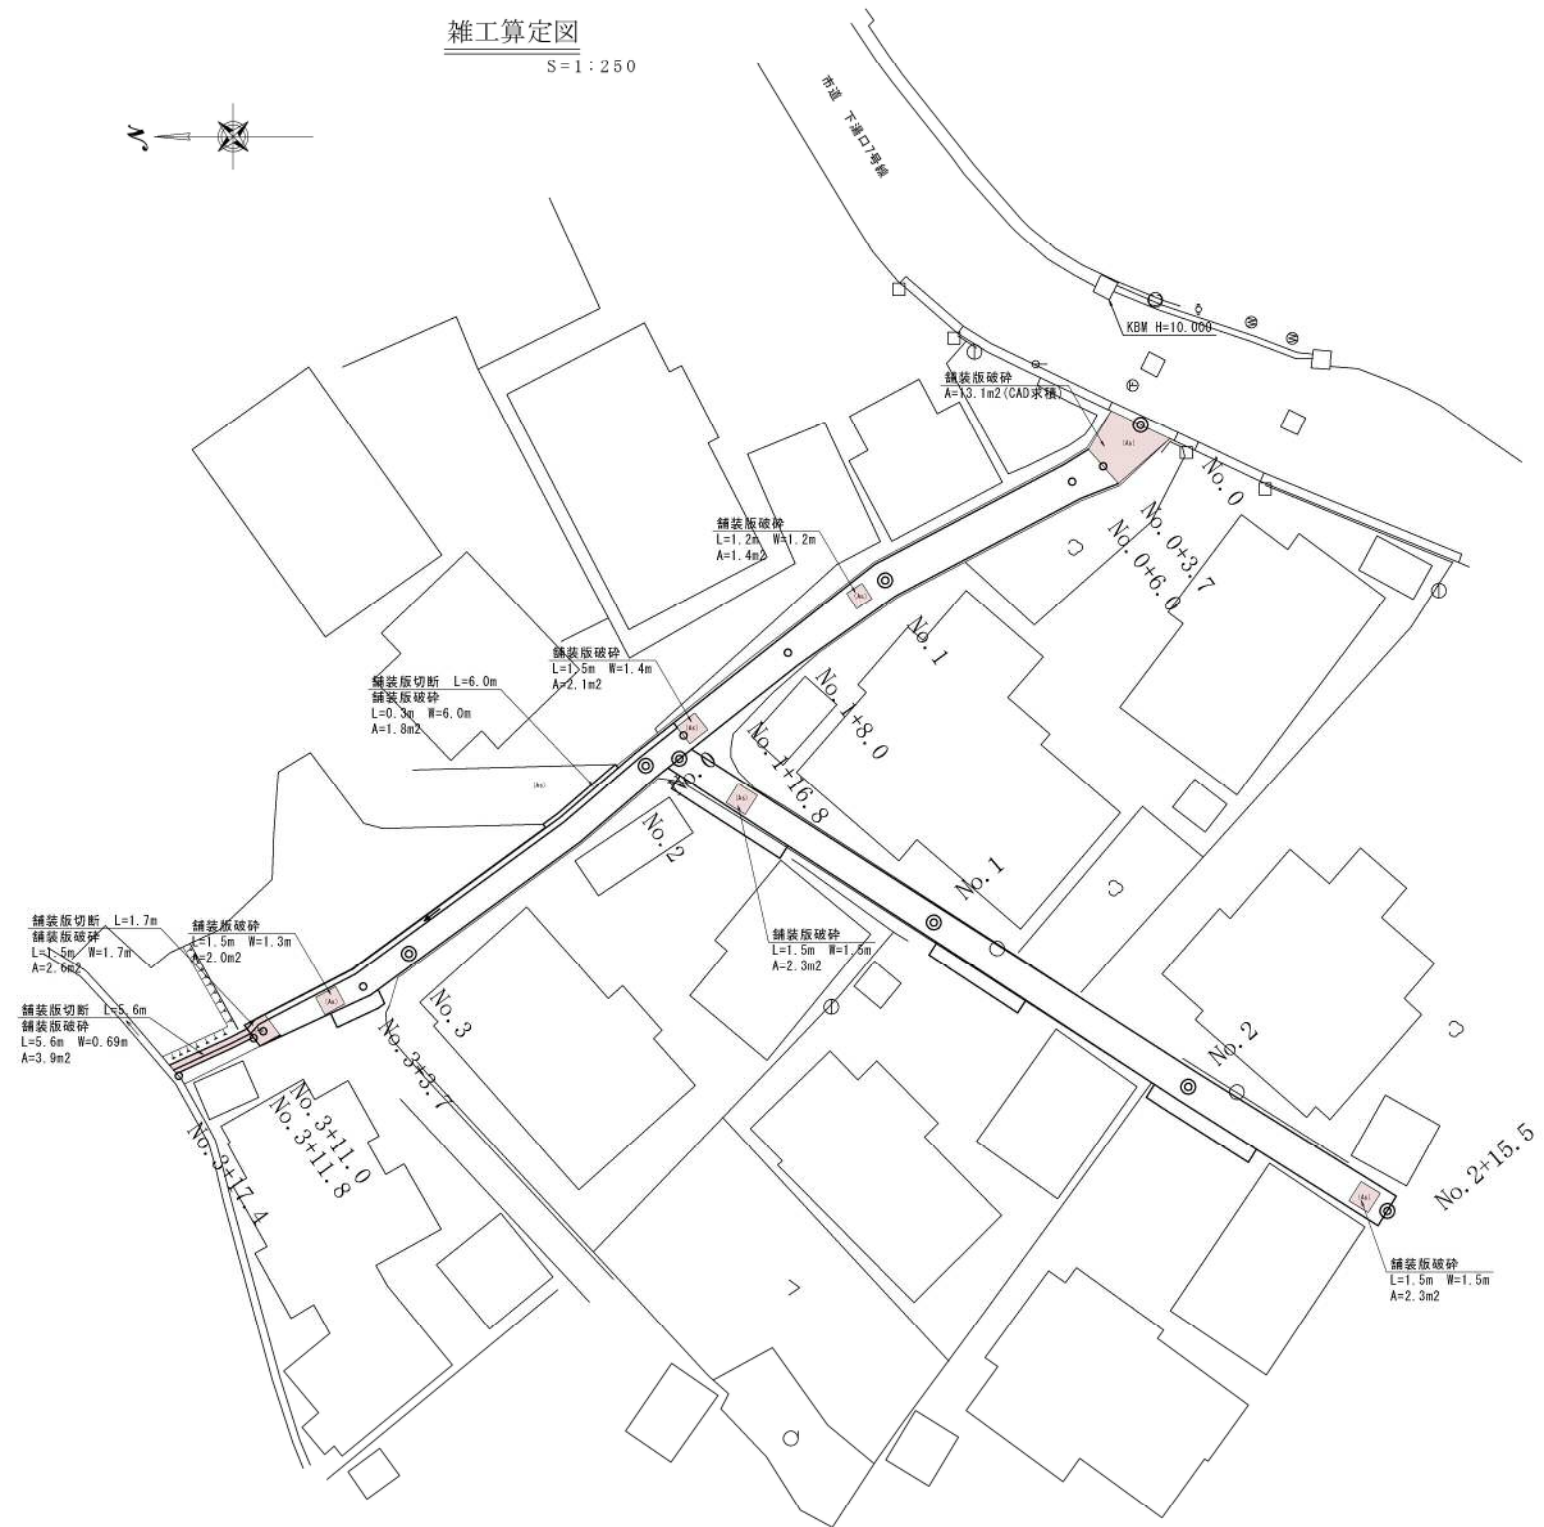 雑工算定図
S=1:250
N
市道 下湯口7号線
KBM H=10.000
舗装版破砕
A=13.1m2(CAD求積)
(As)
No.0
No.0+3.7
No.0+6.0
舗装版破砕
L=1.2m W=1.2m
A=1.4m2
(As)
No.1
舗装版破砕
L=1.5m W=1.4m
A=2.1m2
(As)
舗装版切断 L=6.0m
舗装版破砕
L=0.3m W=6.0m
A=1.8m2
(As)
No.1+8.0
No.1+16.8
No.
(As)
No.2
No.1
舗装版破砕
L=1.5m W=1.5m
A=2.3m2
舗装版切断 L=1.7m
舗装版破砕
L=1.5m W=1.7m
A=2.6m2
舗装版破砕
L=1.5m W=1.3m
A=2.0m2
(As)
舗装版切断 L=5.6m
舗装版破砕
L=5.6m W=0.69m
A=3.9m2
No.3
No.3+3.7
No.3+11.0
No.3+11.8
No.3+17.4
No.2
No.2+15.5
(As)
舗装版破砕
L=1.5m W=1.5m
A=2.3m2